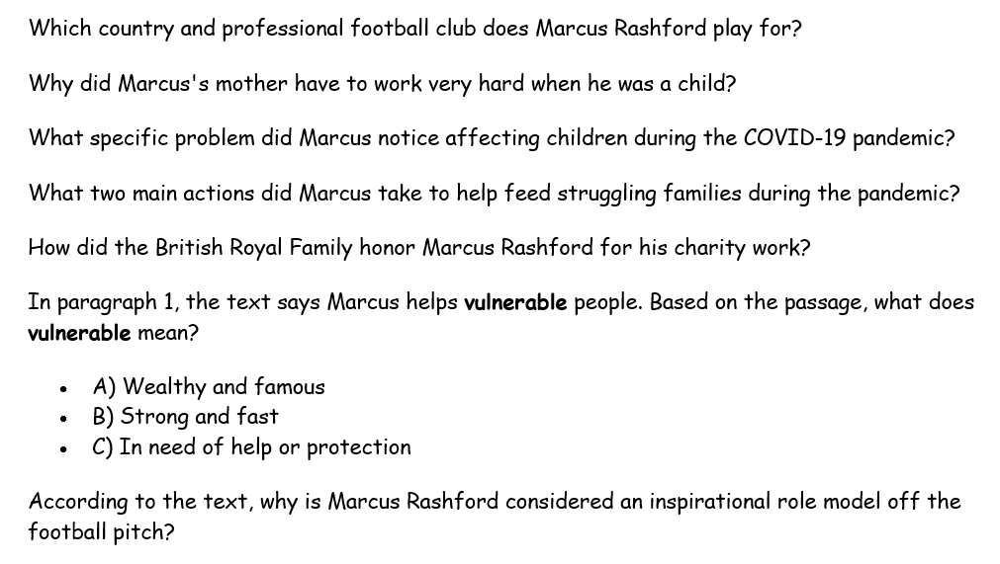 Which country and professional football club does Marcus Rashford play for?
Why did Marcus's mother have to work very hard when he was a child?
What specific problem did Marcus notice affecting children during the COVID-19 pandemic?
What two main actions did Marcus take to help feed struggling families during the pandemic?
How did the British Royal Family honor Marcus Rashford for his charity work?
In paragraph 1, the text says Marcus helps vulnerable people. Based on the passage, what does
vulnerable mean?
• A) Wealthy and famous
• B) Strong and fast
• C) In need of help or protection
According to the text, why is Marcus Rashford considered an inspirational role model off the
football pitch?